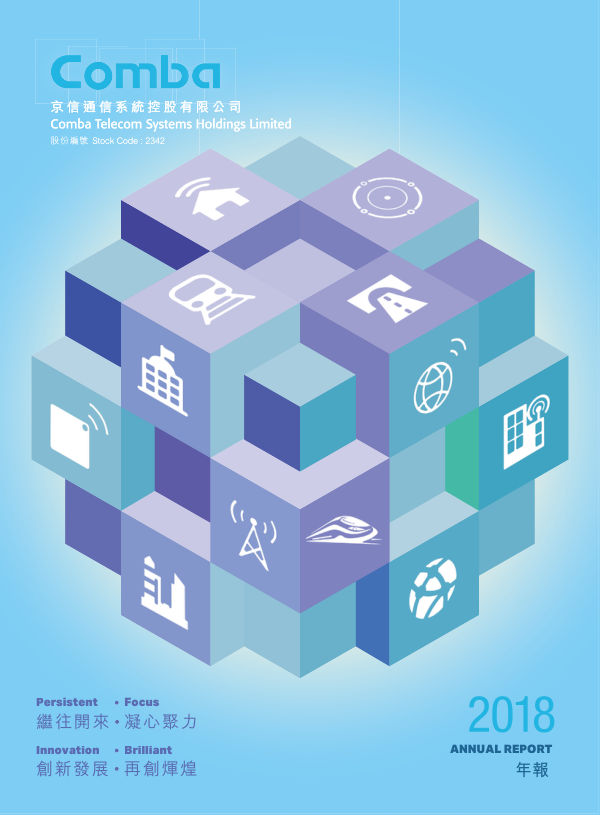 Comba
京信通信系統控股有限公司
Comba Telecom Systems Holdings Limited
股份編號 Stock Code : 2342
Persistent • Focus
繼往開來 • 凝心聚力
Innovation • Brilliant
創新發展 • 再創輝煌
2018
ANNUAL REPORT
年報